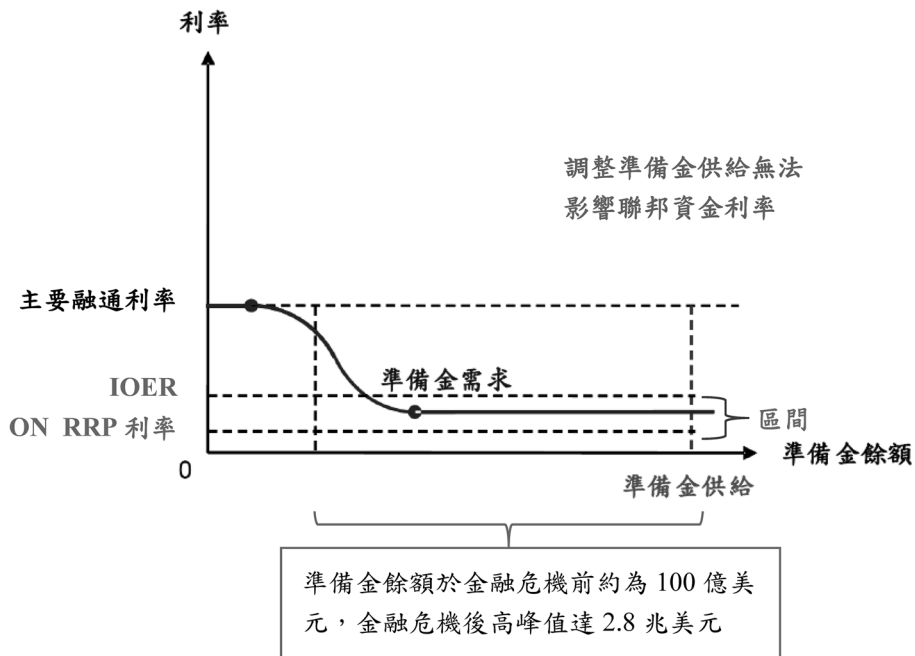 利率
調整準備金供給無法
影響聯邦資金利率
主要融通利率
準備金需求
IOER
ON RRP 利率
區間
0
準備金餘額
準備金供給
準備金餘額於金融危機前約為 100 億美
元，金融危機後高峰值達 2.8 兆美元